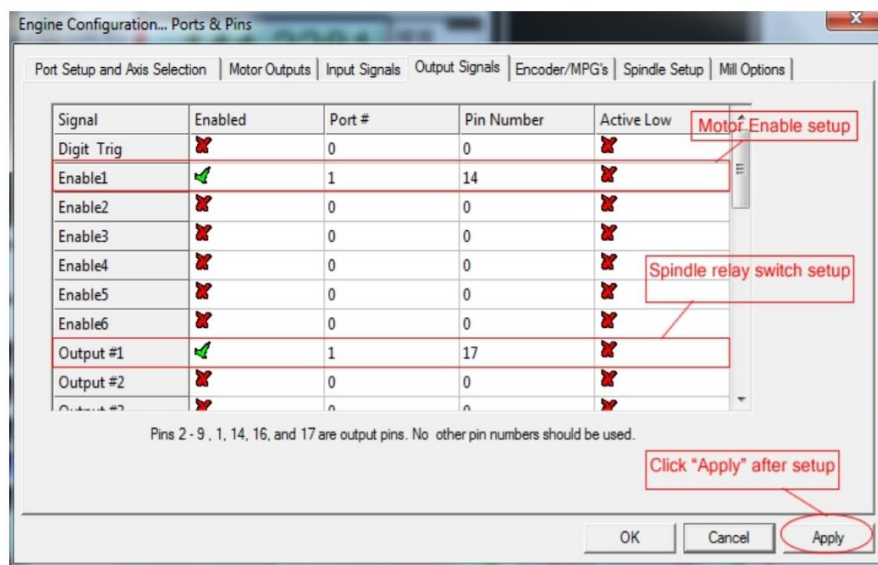 Engine Configuration... Ports & Pins
Port Setup and Axis Selection Motor Outputs Input Signals Output Signals Encoder/MPG's Spindle Setup Mill Options
Signal Enabled Port # Pin Number Active Low
Motor Enable setup
Digit Trig 0 0
Enable1 1 14
Enable2 0 0
Enable3 0 0
Enable4 0 0
Spindle relay switch setup
Enable5 0 0
Enable6 0 0
Output #1 1 17
Output #2 0 0
Pins 2 - 9 , 1, 14, 16, and 17 are output pins. No other pin numbers should be used.
Click “Apply” after setup
OK Cancel Apply